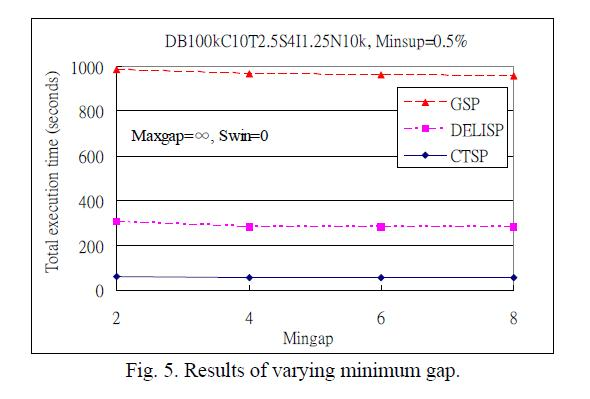 DB100kC10T2.5S4I1.25N10k, Minsup=0.5%
Total execution time (seconds)
1000
800
600
400
200
0
Maxgap=∞, Swin=0
GSP
DELISP
CTSP
2 4 6 8
Mingap
Fig. 5. Results of varying minimum gap.